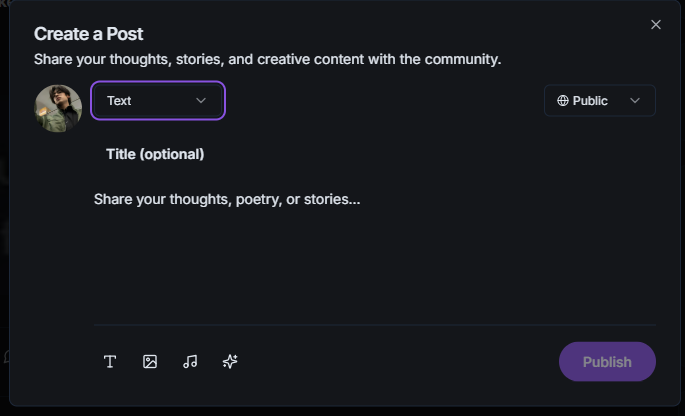 Create a Post
Share your thoughts, stories, and creative content with the community.
Text
Public
Title (optional)
Share your thoughts, poetry, or stories...
Publish